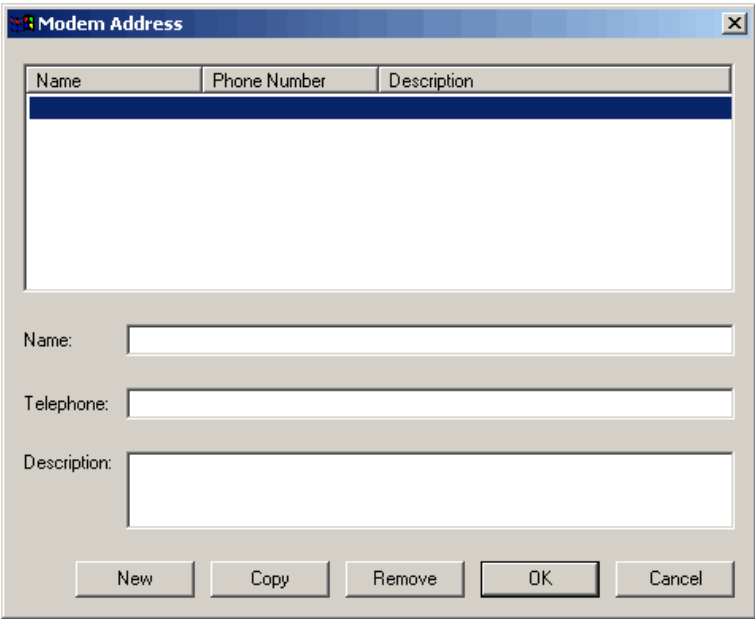 Modem Address
Name Phone Number Description
Name:
Telephone:
Description:
New Copy Remove OK Cancel